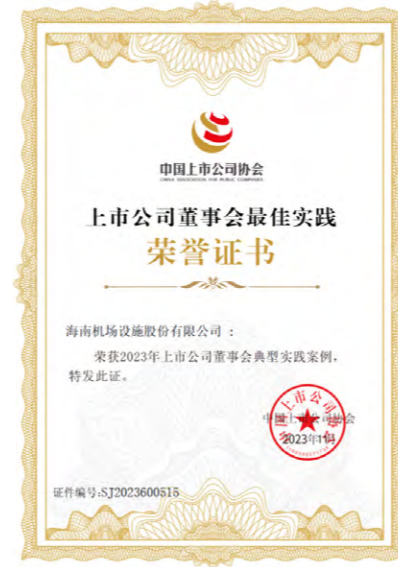 中国上市公司协会
CHINA ASSOCIATION FOR PUBLIC COMPANIES
上市公司董事会最佳实践
荣誉证书
海南机场设施股份有限公司：
荣获2023年上市公司董事会典型实践案例，
特发此证。
中国上市公司协会
2023年11月
证件编号:SJ2023600515